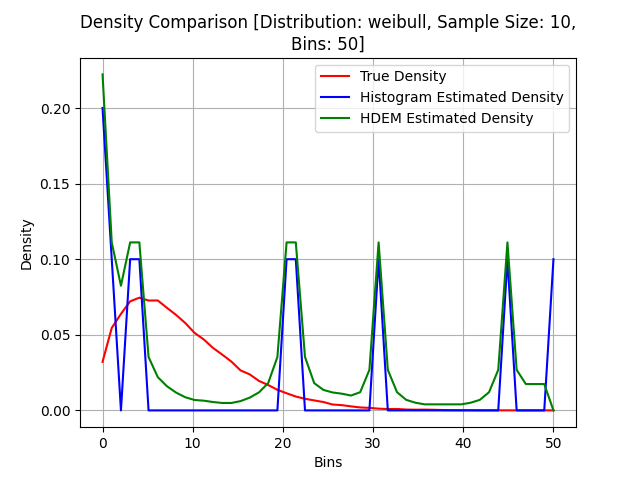 Density Comparison [Distribution: weibull, Sample Size: 10,
Bins: 50]
True Density
Histogram Estimated Density
HDEM Estimated Density
Density
0.20
0.15
0.10
0.05
0.00
0 10 20 30 40 50
Bins